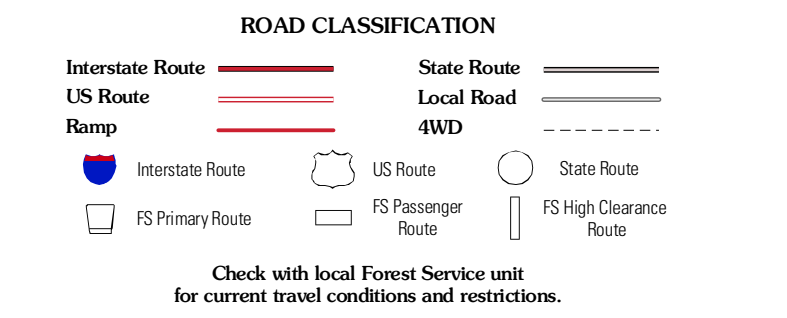 ROAD CLASSIFICATION
Interstate Route
State Route
US Route
Local Road
Ramp
4WD
Interstate Route
US Route
State Route
FS Primary Route
FS Passenger
Route
FS High Clearance
Route
Check with local Forest Service unit
for current travel conditions and restrictions.